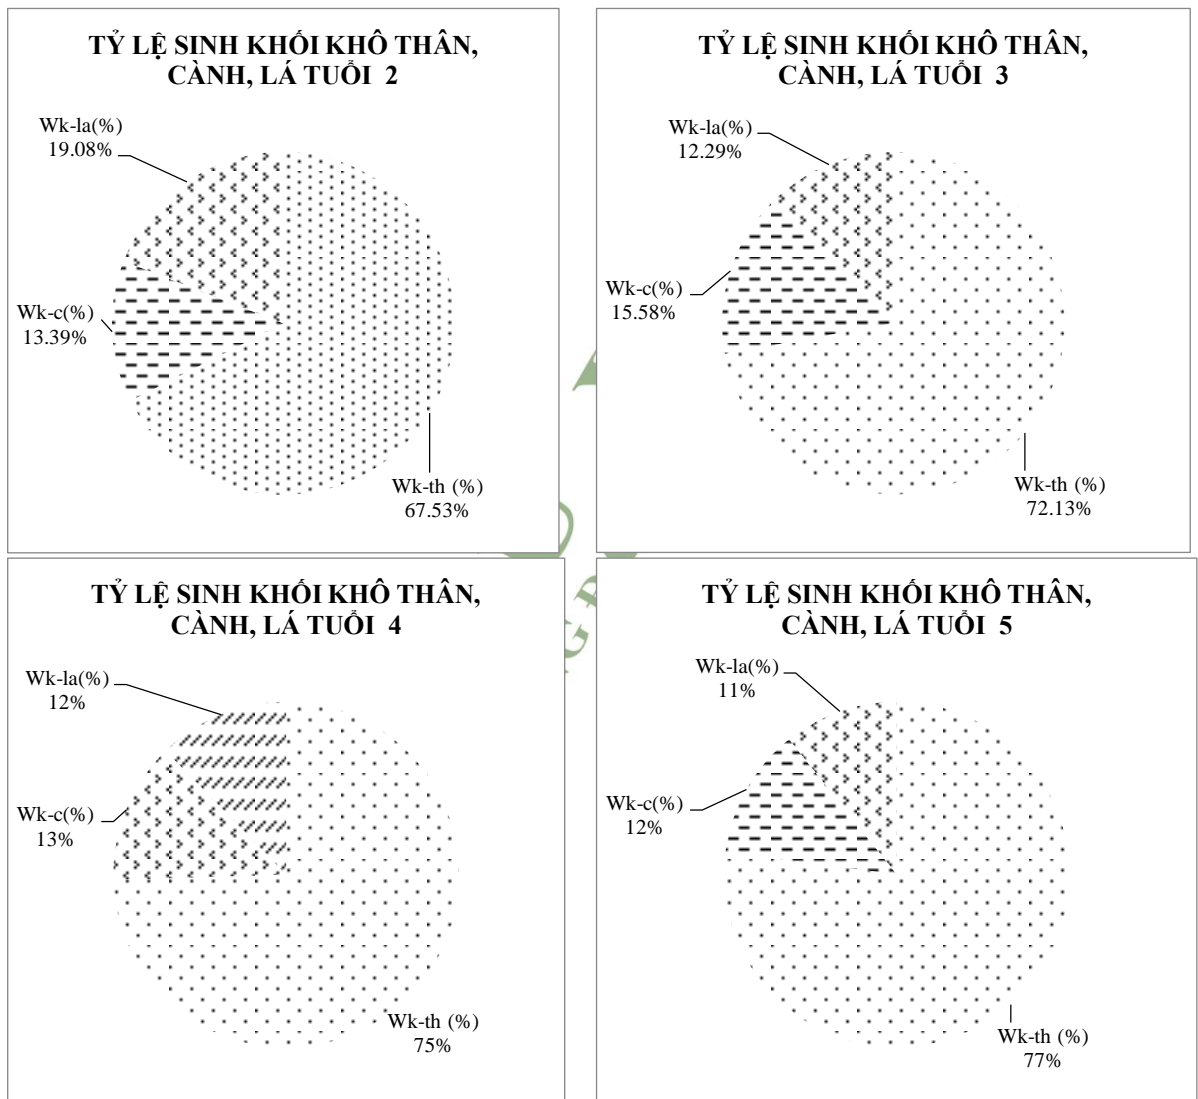 TỶ LỆ SINH KHỐI KHÔ THÂN,
CÀNH, LÁ TUỔI 2
Wk-la(%)
19.08%
Wk-c(%)
13.39%
Wk-th (%)
67.53%
TỶ LỆ SINH KHỐI KHÔ THÂN,
CÀNH, LÁ TUỔI 3
Wk-la(%)
12.29%
Wk-c(%)
15.58%
Wk-th (%)
72.13%
TỶ LỆ SINH KHỐI KHÔ THÂN,
CÀNH, LÁ TUỔI 4
Wk-la(%)
12%
Wk-c(%)
13%
Wk-th (%)
75%
TỶ LỆ SINH KHỐI KHÔ THÂN,
CÀNH, LÁ TUỔI 5
Wk-la(%)
11%
Wk-c(%)
12%
Wk-th (%)
77%